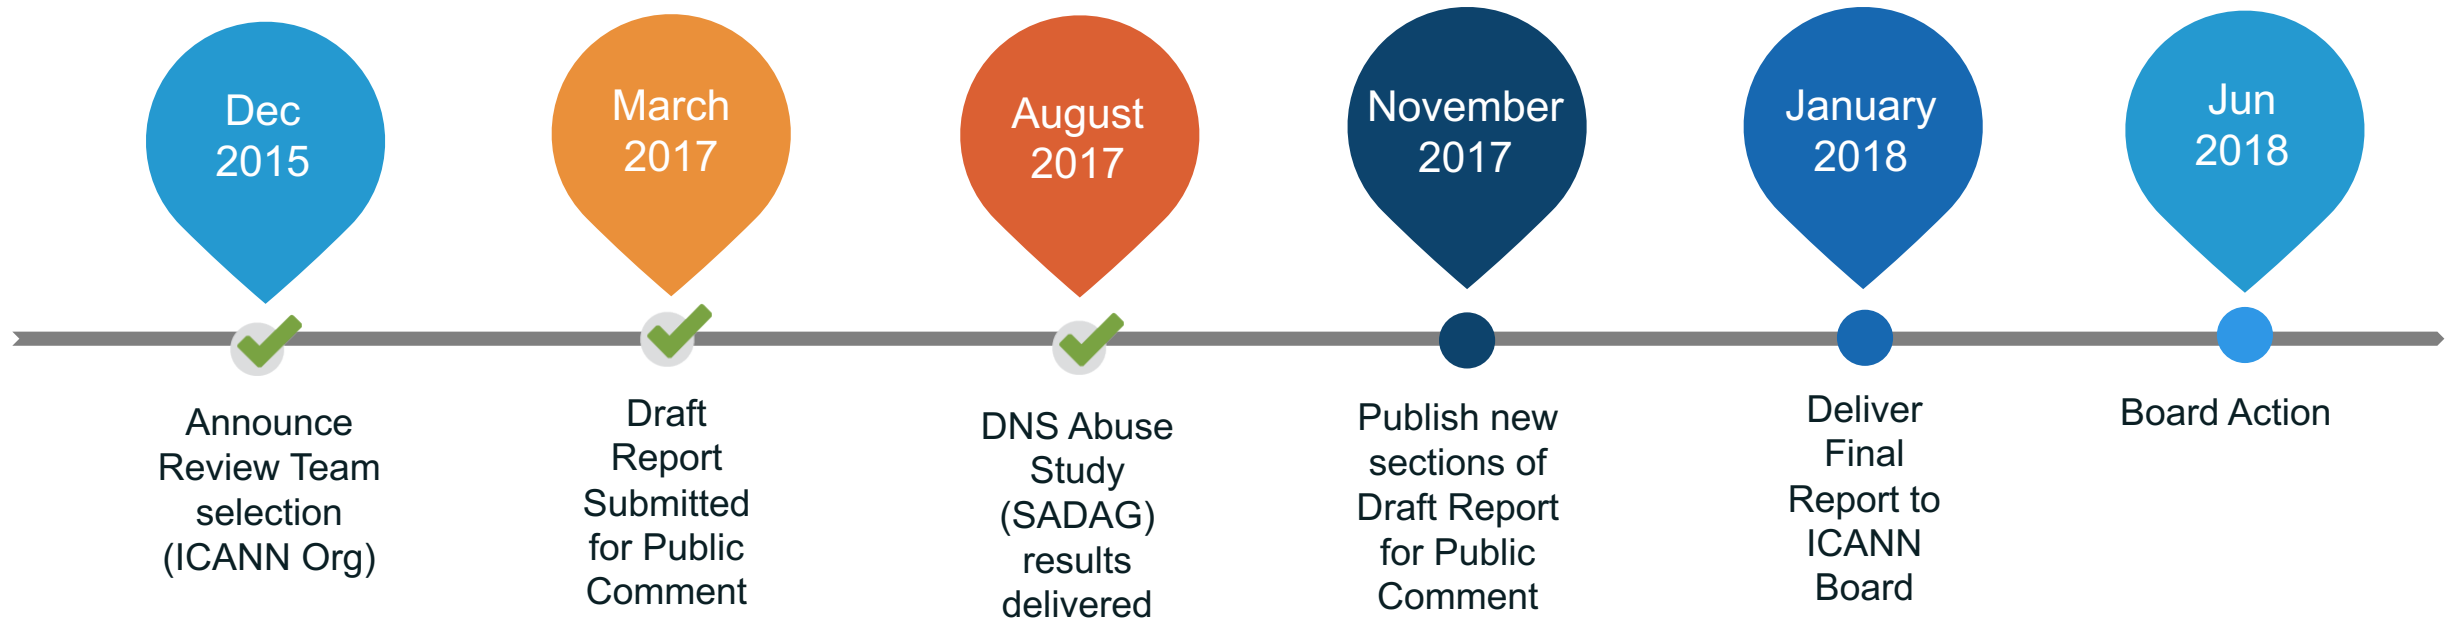 Dec
2015
March
2017
August
2017
November
2017
January
2018
Jun
2018
Announce
Review Team
selection
(ICANN Org)
Draft
Report
Submitted
for Public
Comment
DNS Abuse
Study
(SADAG)
results
delivered
Publish new
sections of
Draft Report
for Public
Comment
Deliver
Final
Report to
ICANN
Board
Board Action